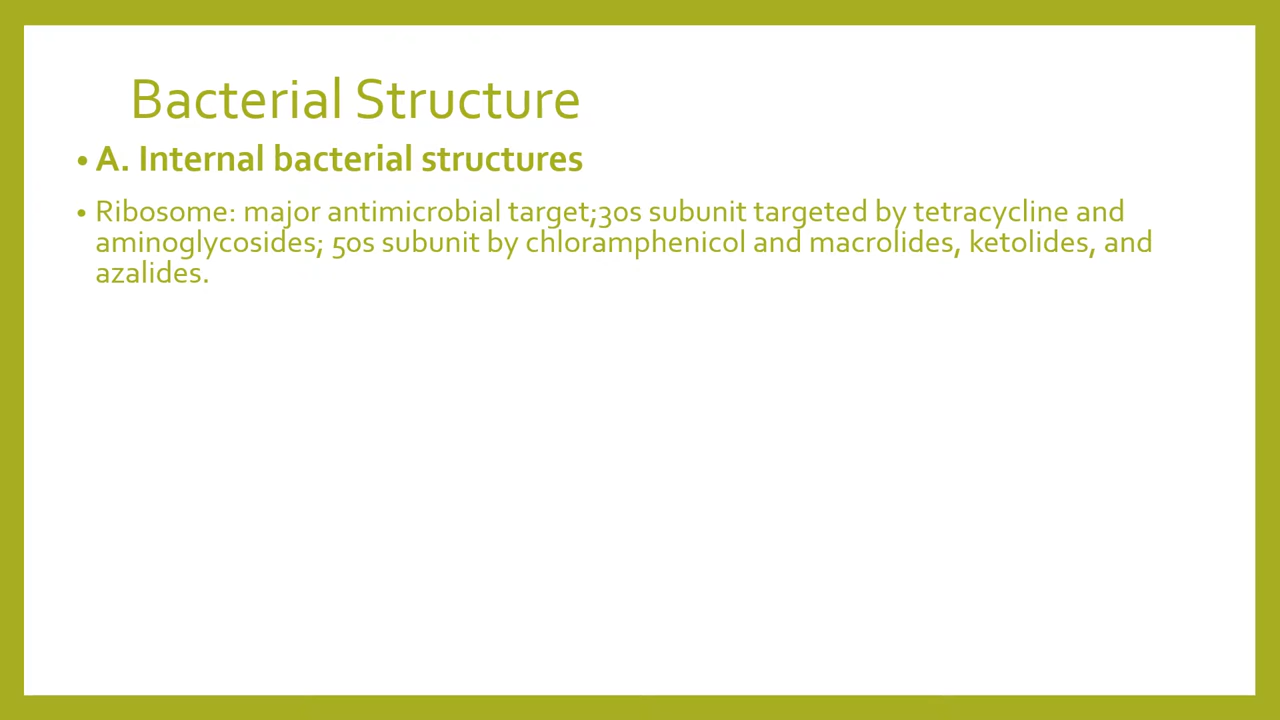 Bacterial Structure
• A. Internal bacterial structures
• Ribosome: major antimicrobial target;30s subunit targeted by tetracycline and
aminoglycosides; 50s subunit by chloramphenicol and macrolides, ketolides, and
azalides.